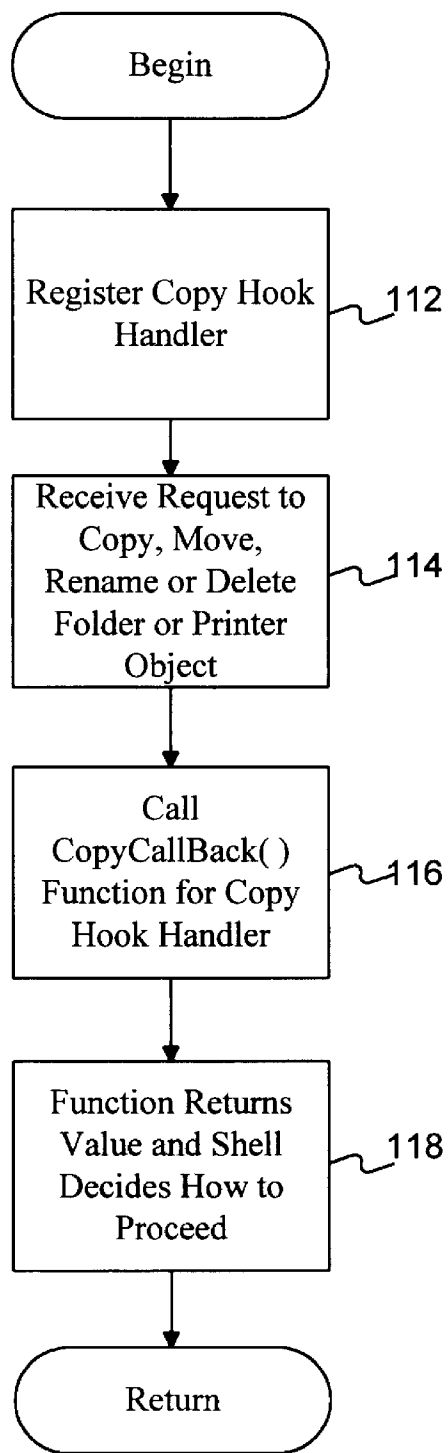 Begin
Register Copy Hook
Handler
112
Receive Request to
Copy, Move,
Rename or Delete
Folder or Printer
Object
114
Call
CopyCallBack( )
Function for Copy
Hook Handler
116
Function Returns
Value and Shell
Decides How to
Proceed
118
Return